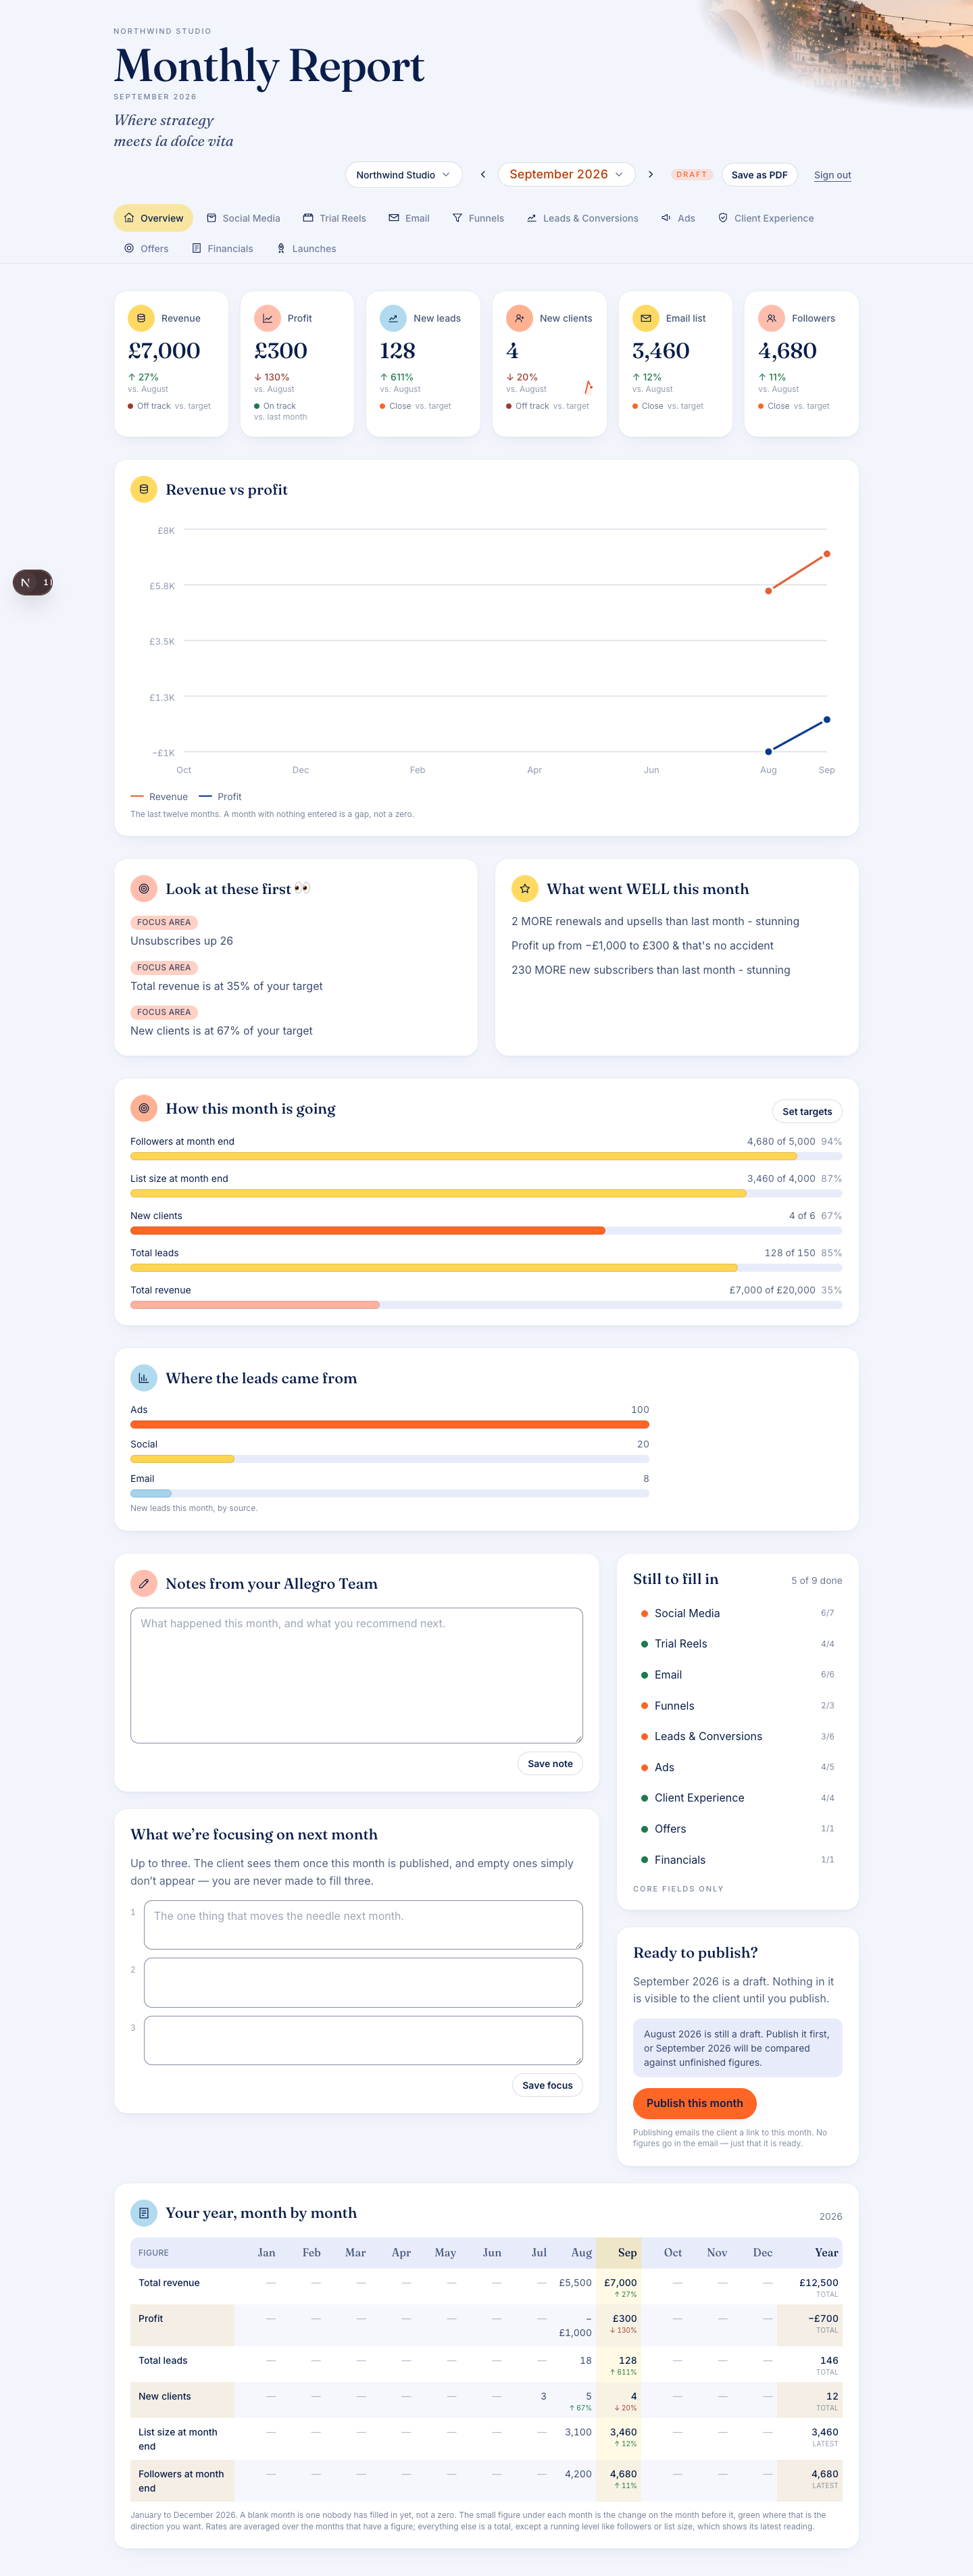 NORTHWIND STUDIO
Monthly Report
SEPTEMBER 2026
Where strategy
meets la dolce vita
Northwind Studio
September 2026
DRAFT
Save as PDF
Sign out
Overview
Social Media
Trial Reels
Email
Funnels
Leads & Conversions
Ads
Client Experience
Offers
Financials
Launches
Revenue
£7,000
↑ 27%
vs. August
Off track vs. target
Profit
£300
↓ 130%
vs. August
On track
vs. last month
New leads
128
↑ 611%
vs. August
Close vs. target
New clients
4
↓ 20%
vs. August
Off track vs. target
Email list
3,460
↑ 12%
vs. August
Close vs. target
Followers
4,680
↑ 11%
vs. August
Close vs. target
Revenue vs profit
£8K
£5.8K
£3.5K
£1.3K
−£1K
Oct Dec Feb Apr Jun Aug Sep
Revenue Profit
The last twelve months. A month with nothing entered is a gap, not a zero.
N 1
Look at these first 👀
FOCUS AREA
Unsubscribes up 26
FOCUS AREA
Total revenue is at 35% of your target
FOCUS AREA
New clients is at 67% of your target
What went WELL this month
2 MORE renewals and upsells than last month - stunning
Profit up from −£1,000 to £300 & that's no accident
230 MORE new subscribers than last month - stunning
How this month is going
Set targets
Followers at month end 4,680 of 5,000 94%
List size at month end 3,460 of 4,000 87%
New clients 4 of 6 67%
Total leads 128 of 150 85%
Total revenue £7,000 of £20,000 35%
Where the leads came from
Ads 100
Social 20
Email 8
New leads this month, by source.
Notes from your Allegro Team
What happened this month, and what you recommend next.
Save note
What we're focusing on next month
Up to three. The client sees them once this month is published, and empty ones simply
don't appear — you are never made to fill three.
1 The one thing that moves the needle next month.
2
3
Save focus
Still to fill in 5 of 9 done
Social Media 6/7
Trial Reels 4/4
Email 6/6
Funnels 2/3
Leads & Conversions 3/6
Ads 4/5
Client Experience 4/4
Offers 1/1
Financials 1/1
CORE FIELDS ONLY
Ready to publish?
September 2026 is a draft. Nothing in it
is visible to the client until you publish.
August 2026 is still a draft. Publish it first,
or September 2026 will be compared
against unfinished figures.
Publish this month
Publishing emails the client a link to this month. No
figures go in the email — just that it is ready.
Your year, month by month 2026
FIGURE Jan Feb Mar Apr May Jun Jul Aug Sep Oct Nov Dec Year
Total revenue — — — — — — — £5,500 £7,000 — — — £12,500
↑ 27% TOTAL
Profit — — — — — — — − £300 — — — −£700
£1,000 ↓ 130% TOTAL
Total leads — — — — — — — 18 128 — — — 146
↑ 611% TOTAL
New clients — — — — — — 3 5 4 — — — 12
↑ 67% ↓ 20% TOTAL
List size at month — — — — — — — 3,100 3,460 — — — 3,460
end ↑ 12% LATEST
Followers at month — — — — — — — 4,200 4,680 — — — 4,680
end ↑ 11% LATEST
January to December 2026. A blank month is one nobody has filled in yet, not a zero. The small figure under each month is the change on the month before it, green where that is the
direction you want. Rates are averaged over the months that have a figure; everything else is a total, except a running level like followers or list size, which shows its latest reading.